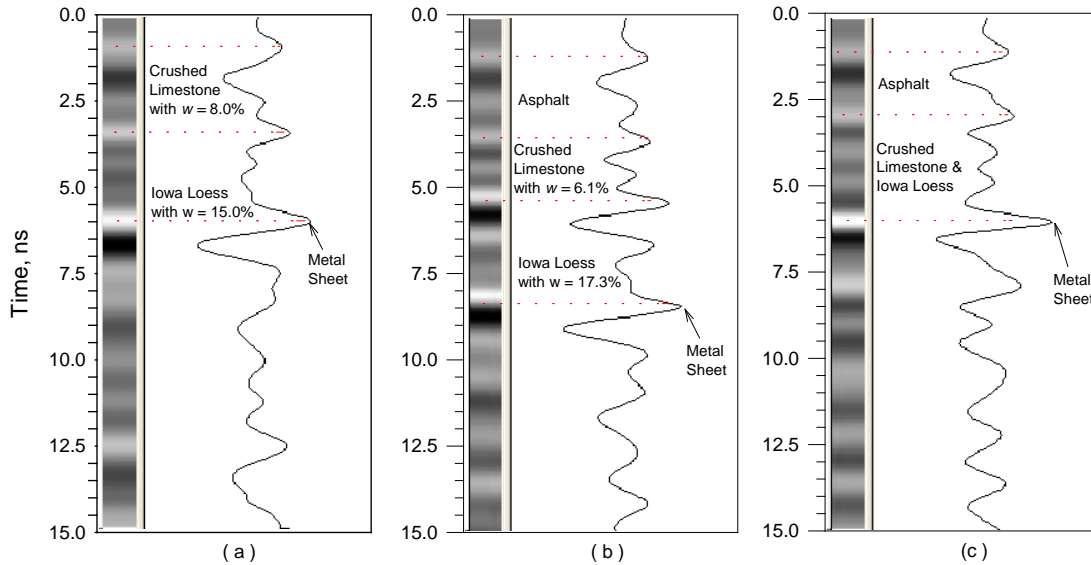 0.0
2.5
5.0
7.5
10.0
12.5
15.0
Time, ns
Crushed
Limestone
with w = 8.0%
Iowa Loess
with w = 15.0%
Metal
Sheet
( a )
0.0
2.5
5.0
7.5
10.0
12.5
15.0
Asphalt
Crushed
Limestone
with w = 6.1%
Iowa Loess
with w = 17.3%
Metal
Sheet
( b )
0.0
2.5
5.0
7.5
10.0
12.5
15.0
Asphalt
Crushed
Limestone &
Iowa Loess
Metal
Sheet
(c)